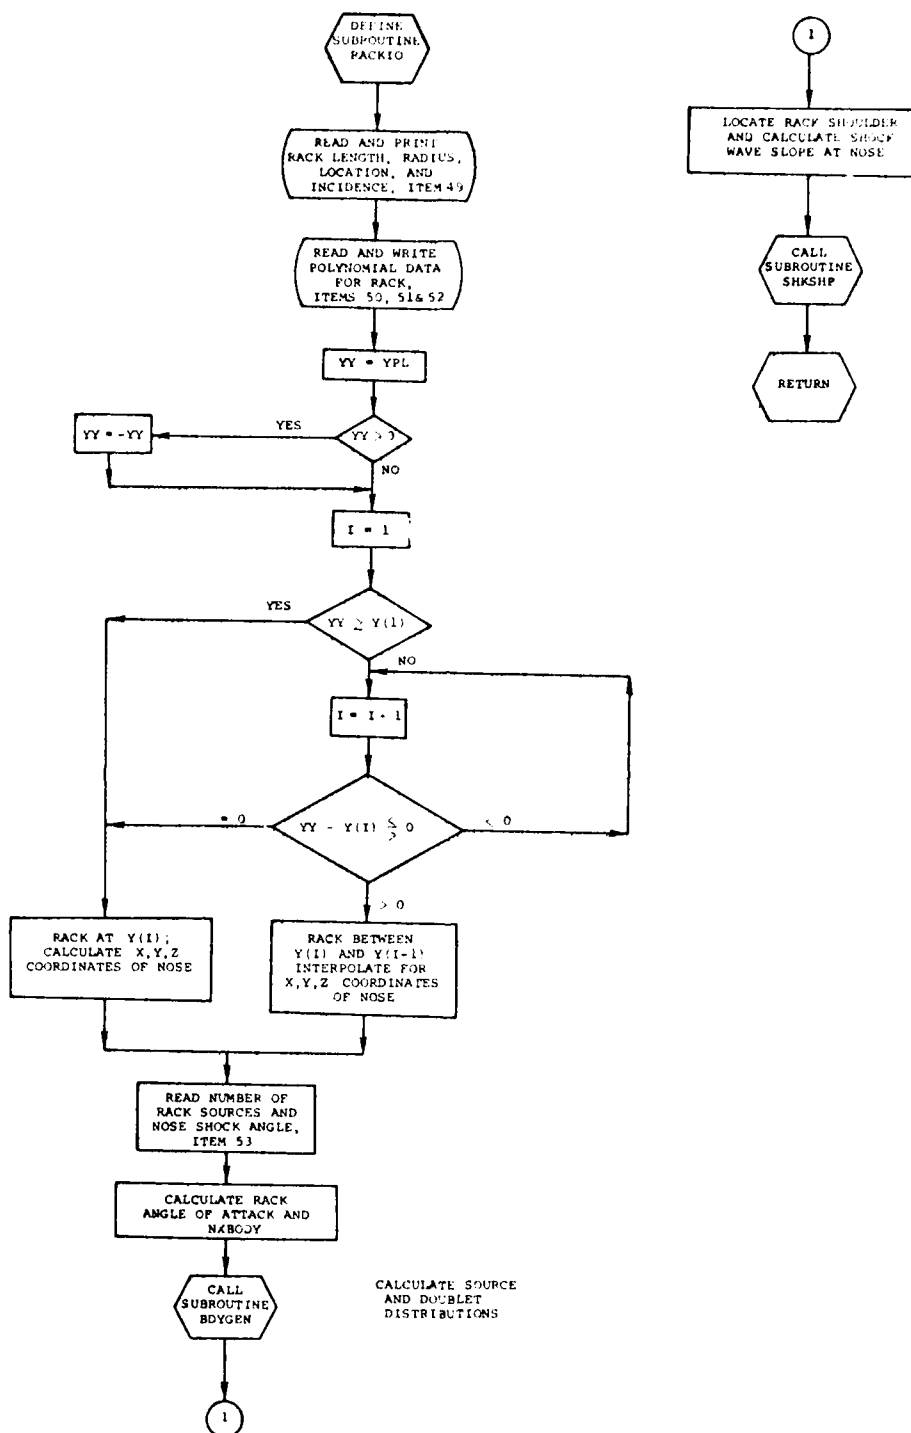 DEFINE
SUBROUTINE
RACKIO
READ AND PRINT
RACK LENGTH, RADIUS,
LOCATION, AND
INCIDENCE, ITEM 49
READ AND WRITE
POLYNOMIAL DATA
FOR RACK,
ITEMS 50, 51 & 52
YY = YPL
YY > 0
YES
YY = -YY
NO
I = 1
YY ≥ Y(1)
YES
NO
I = I + 1
YY - Y(I) ≤ 0
>
= 0
< 0
> 0
RACK AT Y(I);
CALCULATE X,Y,Z
COORDINATES OF NOSE
RACK BETWEEN
Y(I) AND Y(I-1)
INTERPOLATE FOR
X,Y,Z COORDINATES
OF NOSE
READ NUMBER OF
RACK SOURCES AND
NOSE SHOCK ANGLE,
ITEM 53
CALCULATE RACK
ANGLE OF ATTACK AND
NXBODY
CALL
SUBROUTINE
BDYGEN
CALCULATE SOURCE
AND DOUBLET
DISTRIBUTIONS
1
1
LOCATE RACK SHOULDER
AND CALCULATE SHOCK
WAVE SLOPE AT NOSE
CALL
SUBROUTINE
SHKSHP
RETURN